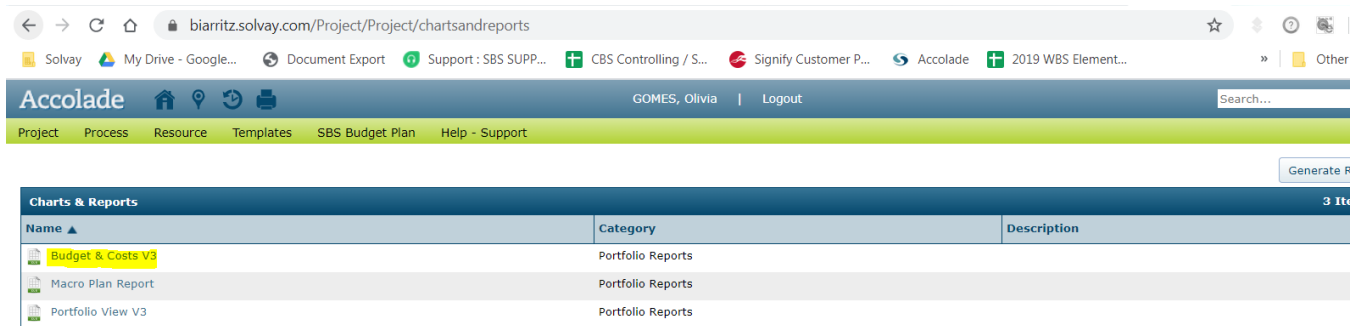 biarritz.solvay.com/Project/Project/chartsandreports
Solvay My Drive - Google... Document Export Support : SBS SUPP... CBS Controlling / S... Signify Customer P... Accolade 2019 WBS Element... » Other
Accolade GOMES, Olivia | Logout Search...
Project Process Resource Templates SBS Budget Plan Help - Support
Generate R
Charts & Reports 3 Ite
Name ▲ Category Description
Budget & Costs V3 Portfolio Reports
Macro Plan Report Portfolio Reports
Portfolio View V3 Portfolio Reports